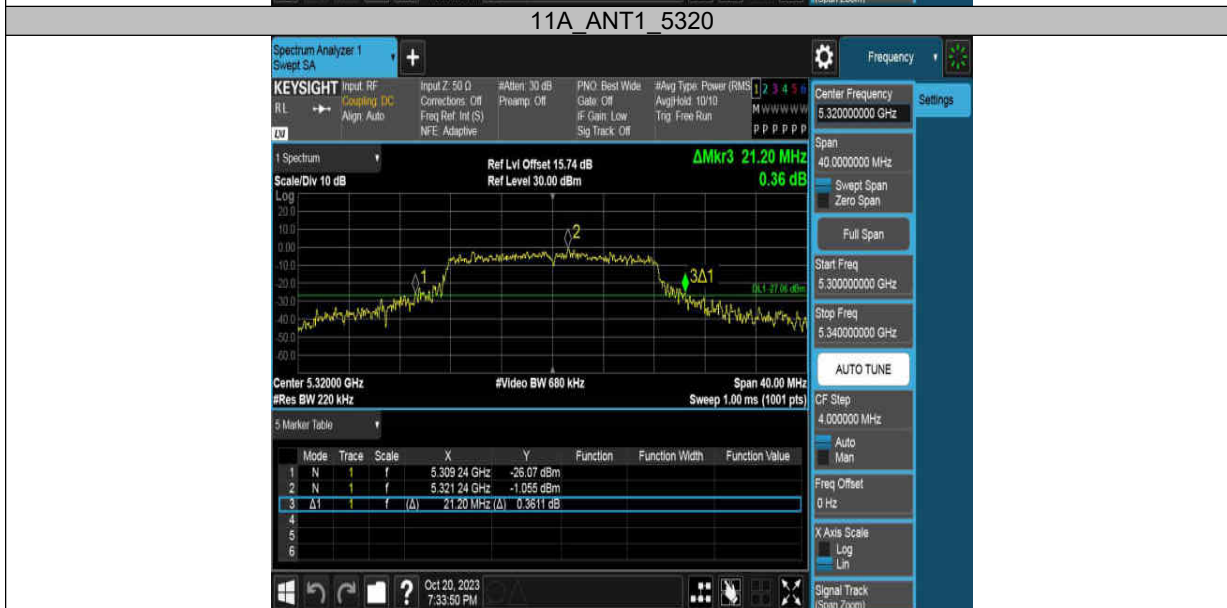 11A_ANT1_5320
Spectrum Analyzer 1
Swept SA
+
Frequency
KEYSIGHT
RL
Input: RF
Coupling: DC
Align: Auto
Input Z: 50 Ω
Corrections: Off
Freq Ref: Int (S)
NFE: Adaptive
#Atten: 30 dB
Preamp: Off
PNO: Best Wide
Gate: Off
IF Gain: Low
Sig Track: Off
#Avg Type: Power (RMS
Avg|Hold: 10/10
Trig: Free Run
1 2 3 4 5 6
M W W W W W
P P P P P P
Center Frequency
5.320000000 GHz
Settings
Span
40.0000000 MHz
Swept Span
Zero Span
Full Span
Start Freq
5.300000000 GHz
Stop Freq
5.340000000 GHz
AUTO TUNE
CF Step
4.000000 MHz
Auto
Man
Freq Offset
0 Hz
X Axis Scale
Log
Lin
Signal Track
(Span Zoom)
1 Spectrum
Scale/Div 10 dB
Ref Lvl Offset 15.74 dB
Ref Level 30.00 dBm
ΔMkr3 21.20 MHz
0.36 dB
Log
20.0
10.0
0.00
-10.0
-20.0
-30.0
-40.0
-50.0
-60.0
1
2
3Δ1
DL1 -27.06 dBm
Center 5.32000 GHz
#Res BW 220 kHz
#Video BW 680 kHz
Span 40.00 MHz
Sweep 1.00 ms (1001 pts)
5 Marker Table
Mode Trace Scale X Y Function Function Width Function Value
1 N 1 f 5.309 24 GHz -26.07 dBm
2 N 1 f 5.321 24 GHz -1.055 dBm
3 Δ1 1 f (Δ) 21.20 MHz (Δ) 0.3611 dB
4
5
6
?
Oct 20, 2023
7:33:50 PM